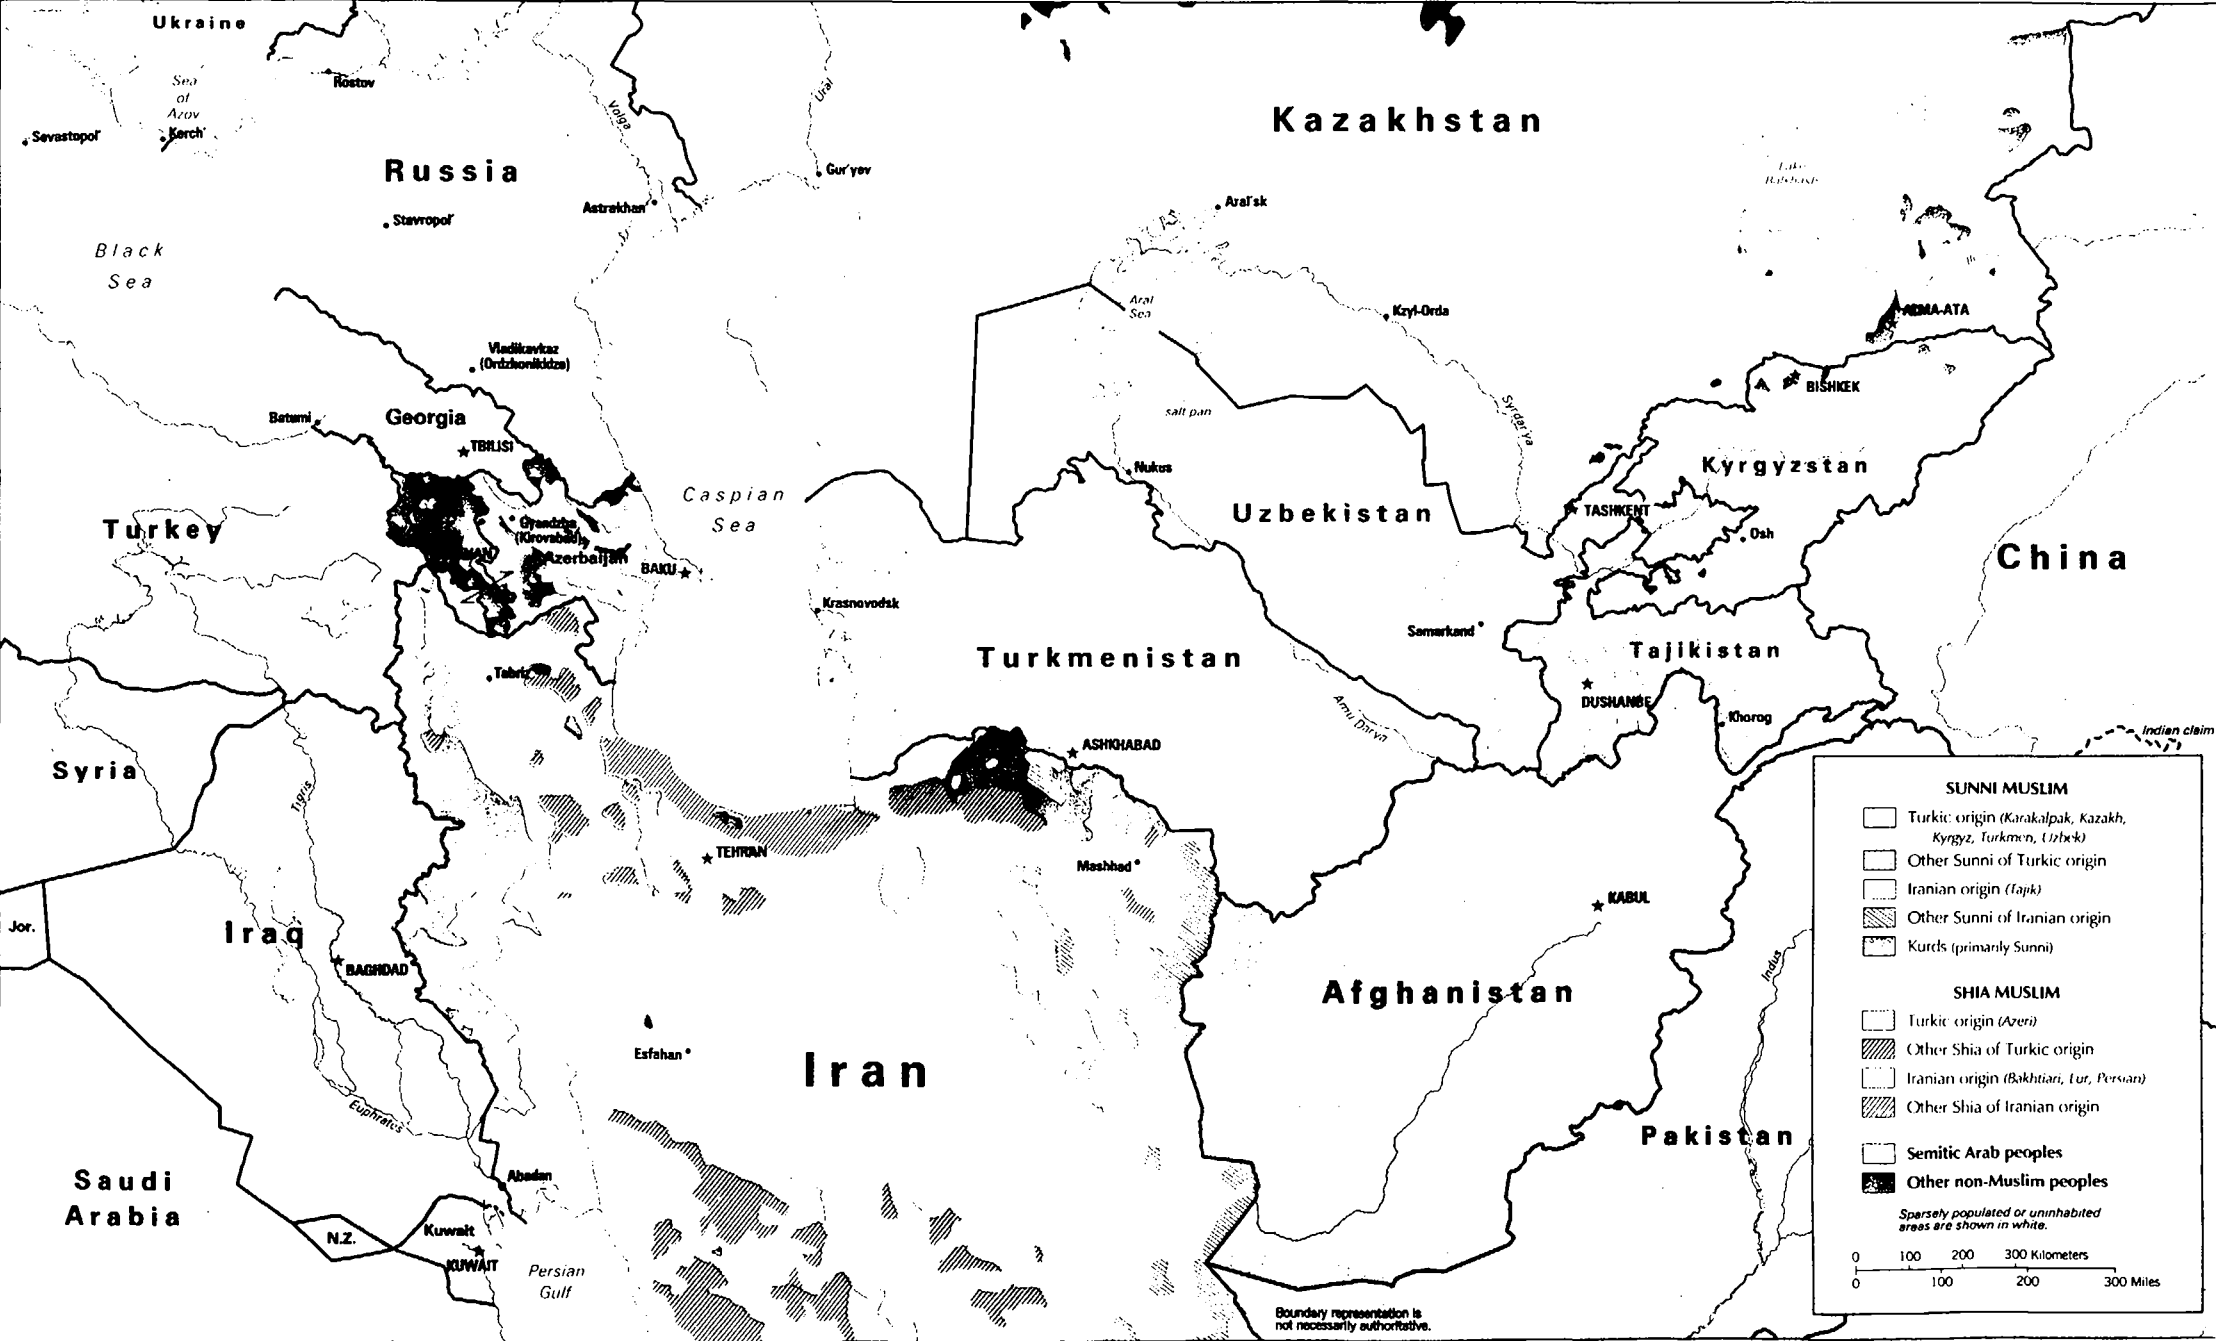 Ukraine
Sea
of
Azov
Rostov
Sevastopol'
Kerch'
Volga
Ural
Russia
Gur'yev
Kazakhstan
Lake
Balkhash
Astrakhan'
Stavropol'
Aral'sk
Black
Sea
Aral
Sea
Kzyl-Orda
ALMA-ATA
Vladikavkaz
(Ordzhonikidze)
BISHKEK
Batumi
Georgia
TBILISI
salt pan
Syrdar'ya
Nukus
Kyrgyzstan
Caspian
Sea
Uzbekistan
TASHKENT
Osh
Turkey
Gyandzha
(Kirovabad)
Azerbaijan
BAKU
China
Krasnovodsk
Samarkand
Tajikistan
Turkmenistan
Tabriz
DUSHANBE
Khorog
Amu Darya
Indian claim
ASHKHABAD
Syria
Tigris
TEHRAN
Mashhad
KABUL
Jor.
Iraq
BAGHDAD
Indus
Afghanistan
Esfahan
Iran
Euphrates
Pakistan
Saudi
Arabia
Abadan
N.Z.
Kuwait
KUWAIT
Persian
Gulf
Boundary representation is
not necessarily authoritative.
SUNNI MUSLIM
Turkic origin (Karakalpak, Kazakh,
Kyrgyz, Turkmen, Uzbek)
Other Sunni of Turkic origin
Iranian origin (Tajik)
Other Sunni of Iranian origin
Kurds (primarily Sunni)
SHIA MUSLIM
Turkic origin (Azeri)
Other Shia of Turkic origin
Iranian origin (Bakhtiari, Lur, Persian)
Other Shia of Iranian origin
Semitic Arab peoples
Other non-Muslim peoples
Sparsely populated or uninhabited
areas are shown in white.
0 100 200 300 Kilometers
0 100 200 300 Miles